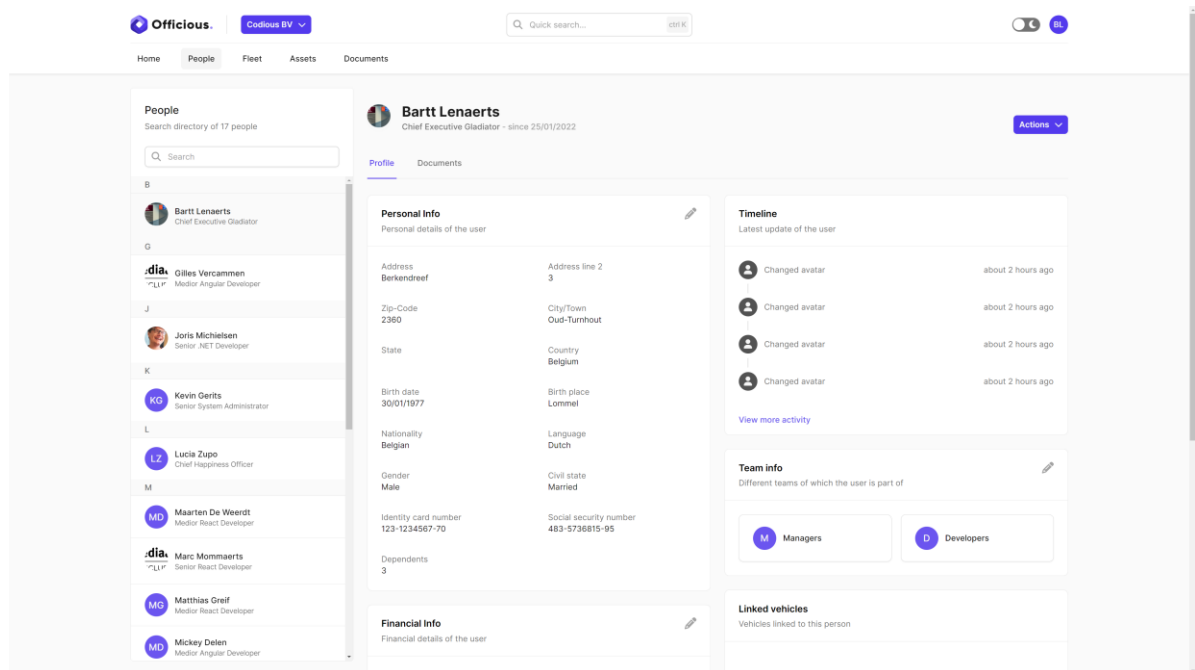 Officious.
Codious BV
Quick search...
ctrl K
BL
Home
People
Fleet
Assets
Documents
People
Search directory of 17 people
Search
B
Bartt Lenaerts
Chief Executive Gladiator
G
Gilles Vercammen
Medior Angular Developer
J
Joris Michielsen
Senior .NET Developer
K
KG
Kevin Gerits
Senior System Administrator
L
LZ
Lucia Zupo
Chief Happiness Officer
M
MD
Maarten De Weerdt
Medior React Developer
Marc Mommaerts
Senior React Developer
MG
Matthias Greif
Medior React Developer
MD
Mickey Delen
Medior Angular Developer
Bartt Lenaerts
Chief Executive Gladiator - since 25/01/2022
Actions
Profile
Documents
Personal Info
Personal details of the user
Address
Berkendreef
Address line 2
3
Zip-Code
2360
City/Town
Oud-Turnhout
State
Country
Belgium
Birth date
30/01/1977
Birth place
Lommel
Nationality
Belgian
Language
Dutch
Gender
Male
Civil state
Married
Identity card number
123-1234567-70
Social security number
483-5736815-95
Dependents
3
Financial Info
Financial details of the user
Timeline
Latest update of the user
Changed avatar
about 2 hours ago
Changed avatar
about 2 hours ago
Changed avatar
about 2 hours ago
Changed avatar
about 2 hours ago
View more activity
Team info
Different teams of which the user is part of
M
Managers
D
Developers
Linked vehicles
Vehicles linked to this person